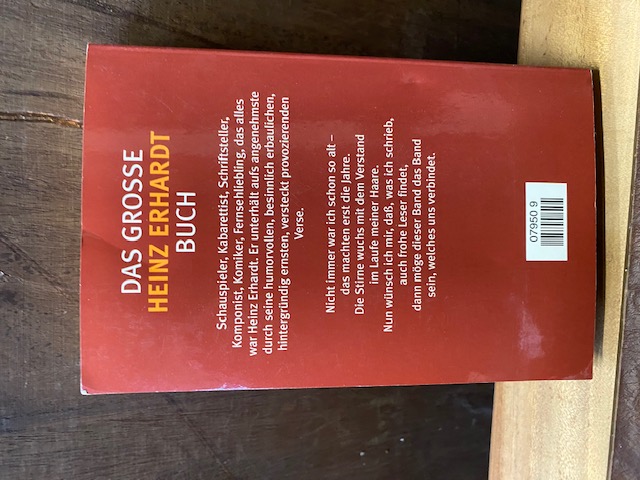 DAS GROSSE
HEINZ ERHARDT
BUCH
Schauspieler, Kabarettist, Schriftsteller,
Komponist, Komiker, Fernsehliebling, das alles
war Heinz Erhardt. Er unterhält aufs angenehmste
durch seine humorvollen, besinnlich erbaulichen,
hintergründig ernsten, versteckt provozierenden
Verse.
Nicht immer war ich schon so alt –
das machten erst die Jahre.
Die Stirne wuchs mit dem Verstand
im Laufe meiner Haare.
Nun wünsch ich mir, daß, was ich schrieb,
auch frohe Leser findet,
dann möge dieser Band das Band
sein, welches uns verbindet.
07950 9